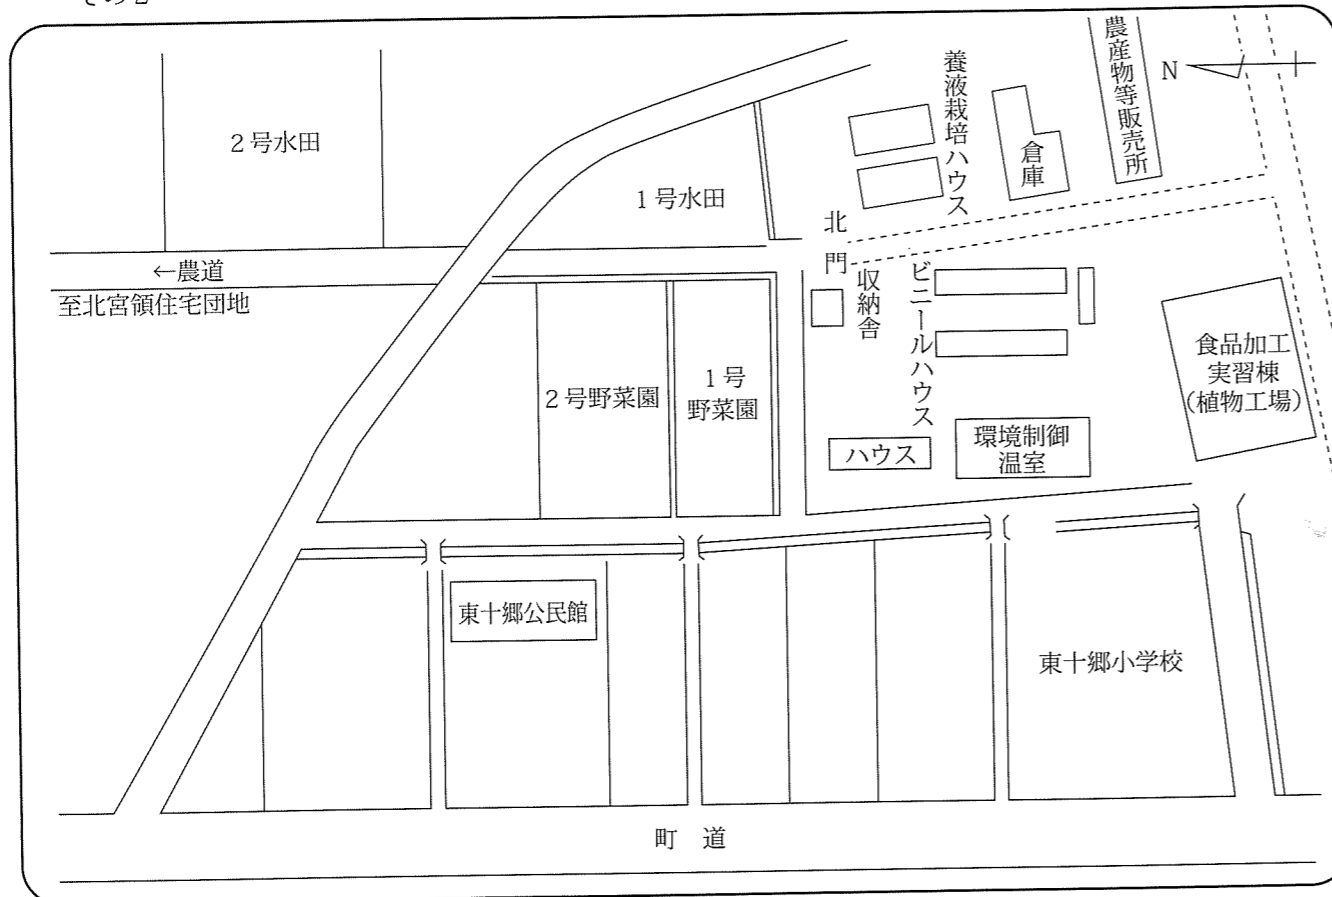 2号水田
1号水田
養液栽培ハウス
倉庫
農産物等販売所
N
北門
←農道
至北宮領住宅団地
収納舎
ビニールハウス
2号野菜園
1号
野菜園
ハウス
環境制御
温室
食品加工
実習棟
(植物工場)
東十郷公民館
東十郷小学校
町道